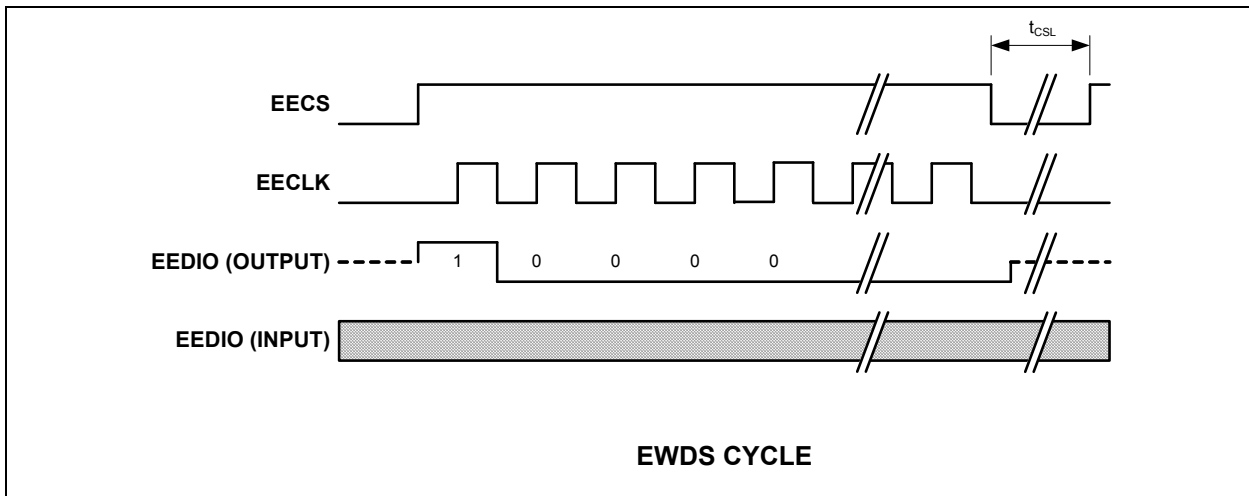 tCSL
EECS
EECLK
EEDIO (OUTPUT) 1 0 0 0 0
EEDIO (INPUT)
EWDS CYCLE